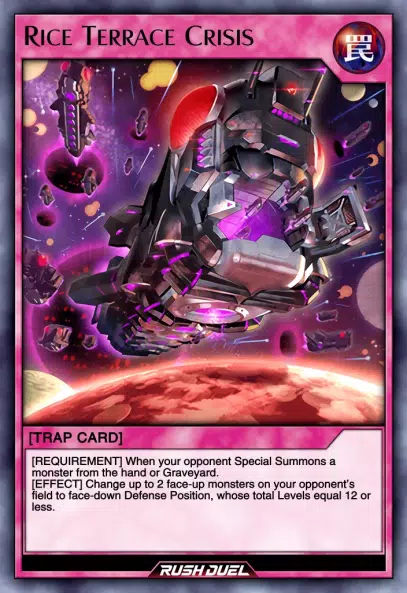 Rice Terrace Crisis
罠
[TRAP CARD]
[REQUIREMENT] When your opponent Special Summons a
monster from the hand or Graveyard.
[EFFECT] Change up to 2 face-up monsters on your opponent's
field to face-down Defense Position, whose total Levels equal 12 or
less.
RUSH DUEL